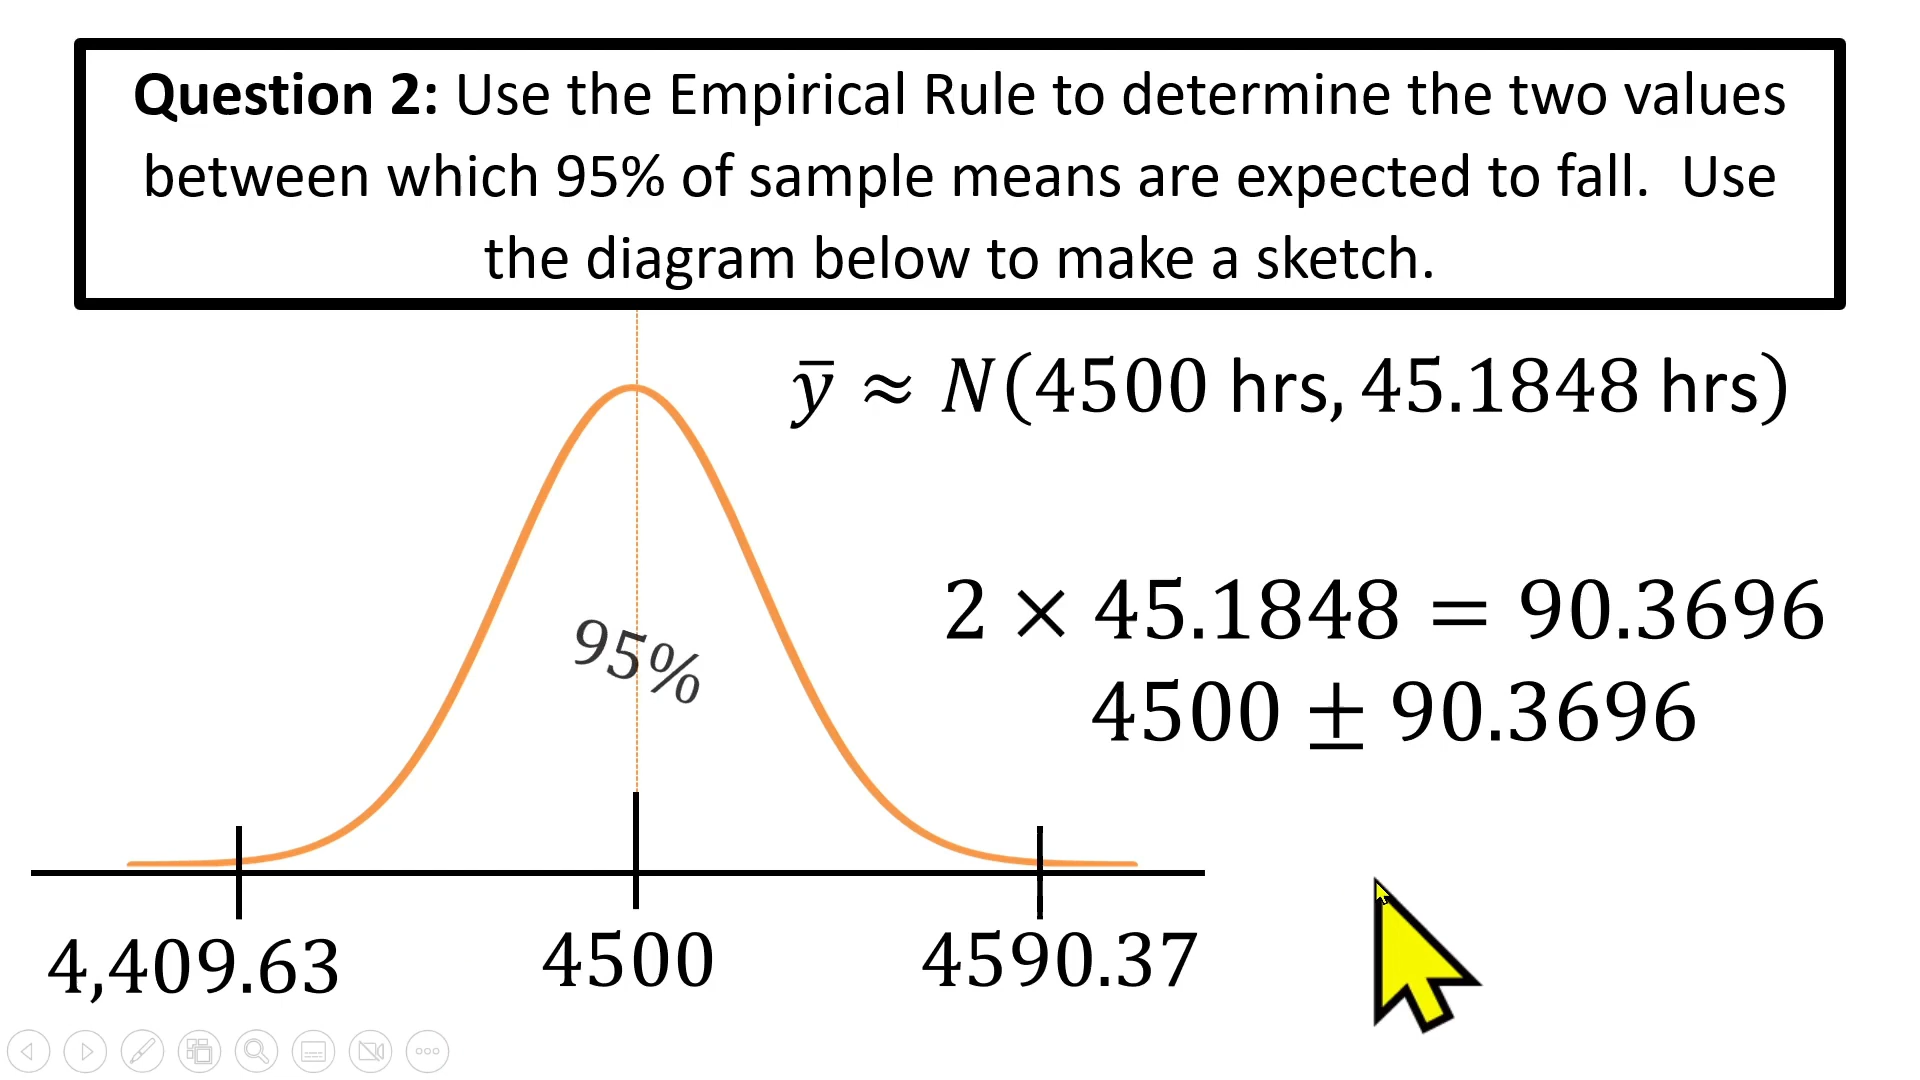 Question 2: Use the Empirical Rule to determine the two values
between which 95% of sample means are expected to fall.  Use
the diagram below to make a sketch.
ȳ ≈ N(4500 hrs, 45.1848 hrs)
2 × 45.1848 = 90.3696
95%
4500 ± 90.3696
4,409.63
4500
4590.37